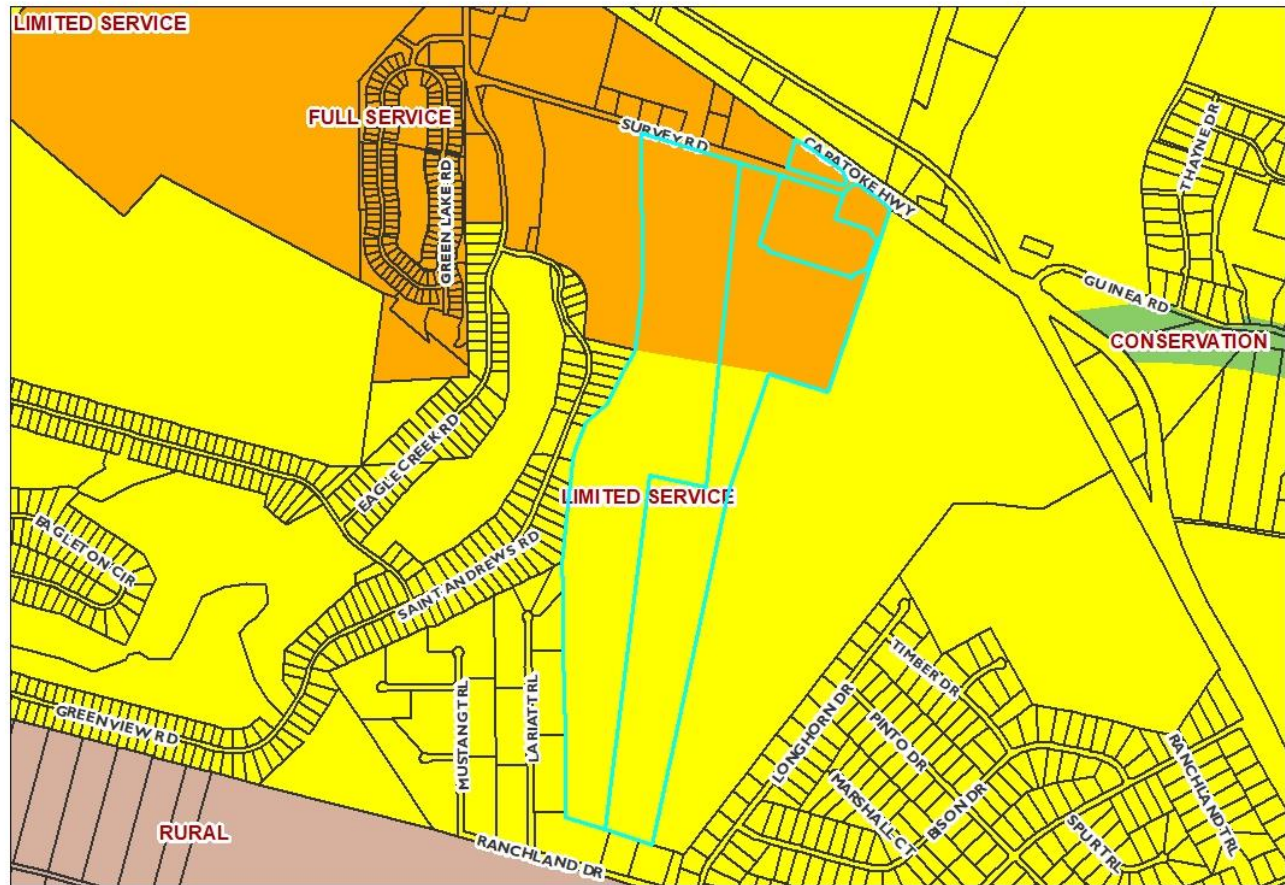 LIMITED SERVICE
FULL SERVICE
SURVEY RD
CAPATOKE HWY
THAYNE DR
GREEN LAKE RD
GUINEA RD
CONSERVATION
EAGLE CREEK RD
LIMITED SERVICE
EAGLETON CIR
SAINT ANDREWS RD
TIMBER DR
GREENVIEW RD
MUSTANG TRL
LARIAT TRL
LONGHORN DR
PINTO DR
RANCHLAND TRL
MARSHALL CT
BISON DR
SPUR TRL
RURAL
RANCHLAND DR